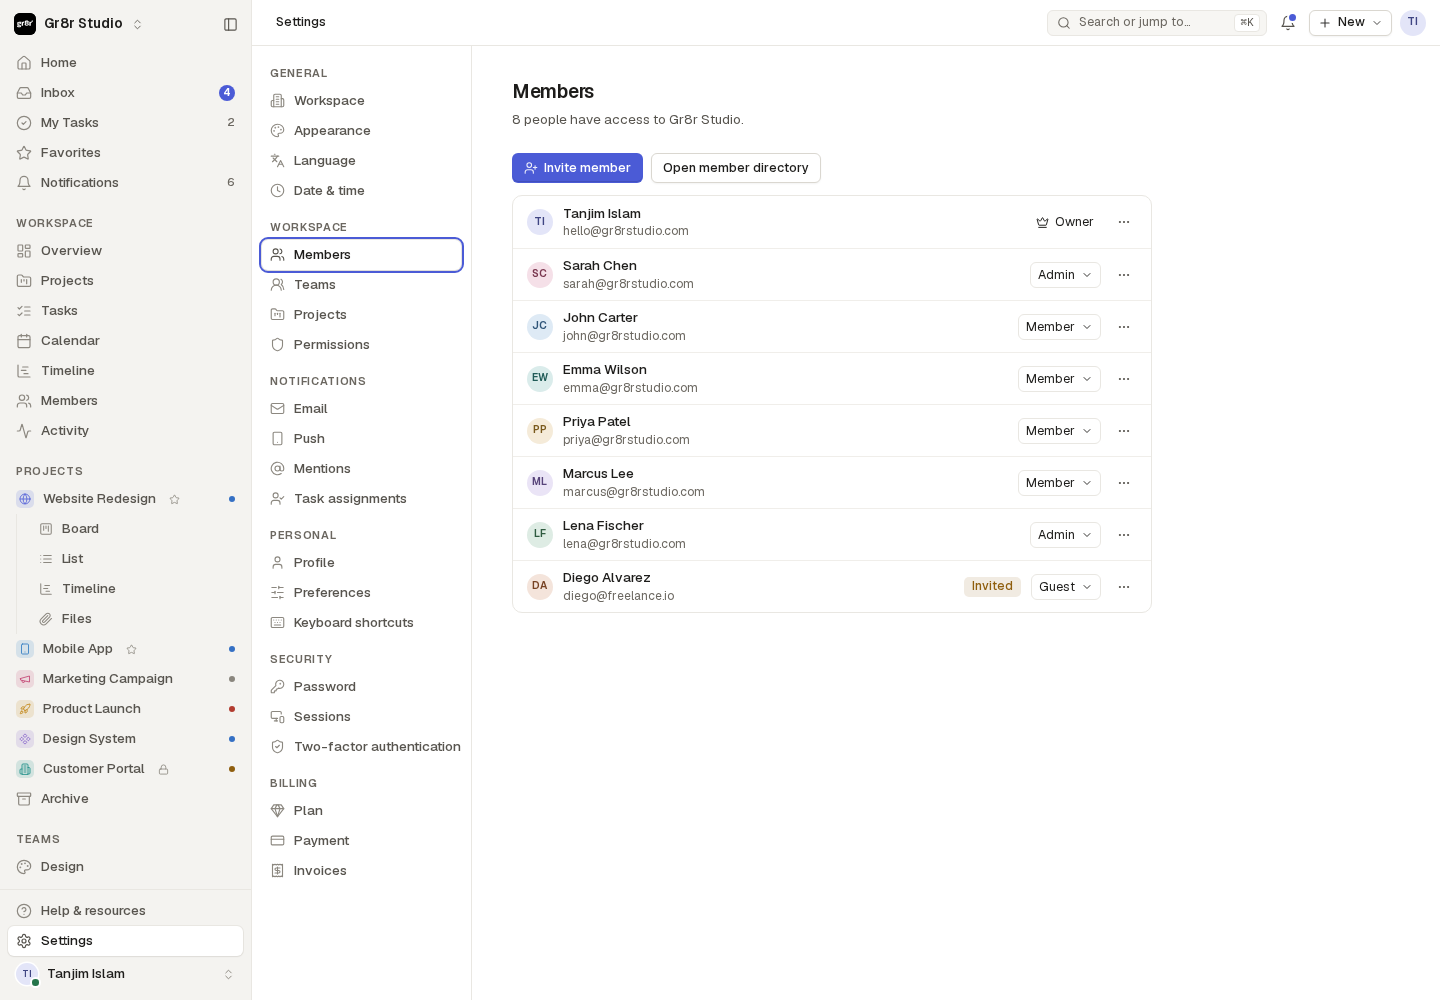 gr8r
Gr8r Studio
Settings
Search or jump to...
⌘K
New
TI
Home
Inbox
4
My Tasks
2
Favorites
Notifications
6
WORKSPACE
Overview
Projects
Tasks
Calendar
Timeline
Members
Activity
PROJECTS
Website Redesign
Board
List
Timeline
Files
Mobile App
Marketing Campaign
Product Launch
Design System
Customer Portal
Archive
TEAMS
Design
Help & resources
Settings
TI
Tanjim Islam
GENERAL
Workspace
Appearance
Language
Date & time
WORKSPACE
Members
Teams
Projects
Permissions
NOTIFICATIONS
Email
Push
Mentions
Task assignments
PERSONAL
Profile
Preferences
Keyboard shortcuts
SECURITY
Password
Sessions
Two-factor authentication
BILLING
Plan
Payment
Invoices
Members
8 people have access to Gr8r Studio.
Invite member
Open member directory
TI
Tanjim Islam
hello@gr8rstudio.com
Owner
SC
Sarah Chen
sarah@gr8rstudio.com
Admin
JC
John Carter
john@gr8rstudio.com
Member
EW
Emma Wilson
emma@gr8rstudio.com
Member
PP
Priya Patel
priya@gr8rstudio.com
Member
ML
Marcus Lee
marcus@gr8rstudio.com
Member
LF
Lena Fischer
lena@gr8rstudio.com
Admin
DA
Diego Alvarez
diego@freelance.io
Invited
Guest